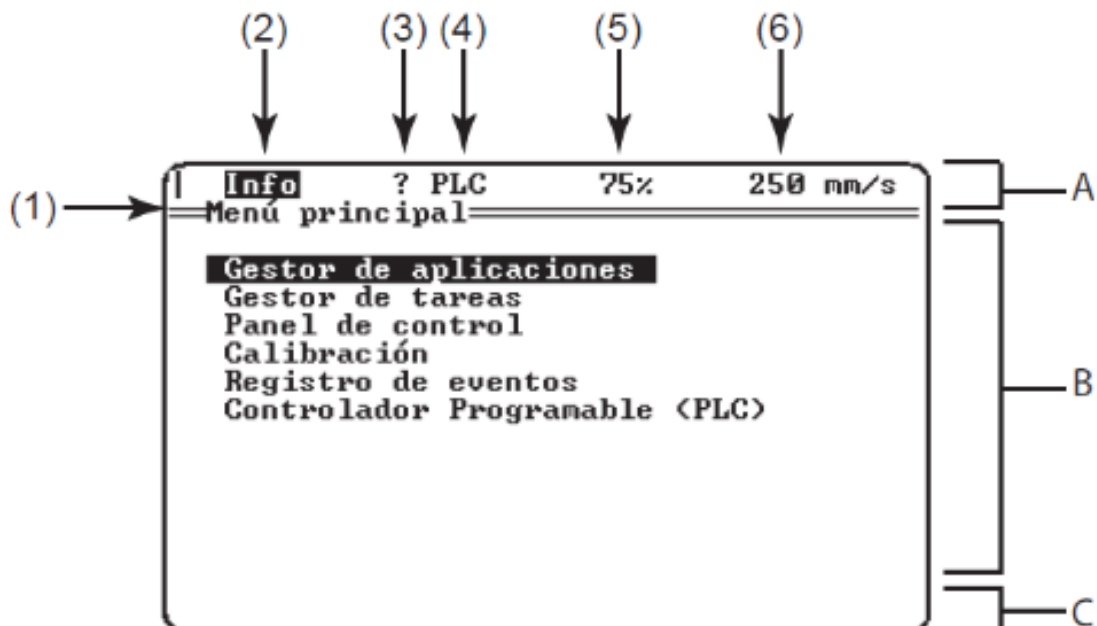 (2) (3) (4) (5) (6)
Info ? PLC 75% 250 mm/s A
(1) Menú principal
Gestor de aplicaciones
Gestor de tareas
Panel de control
Calibración
Registro de eventos B
Controlador Programable (PLC)
C